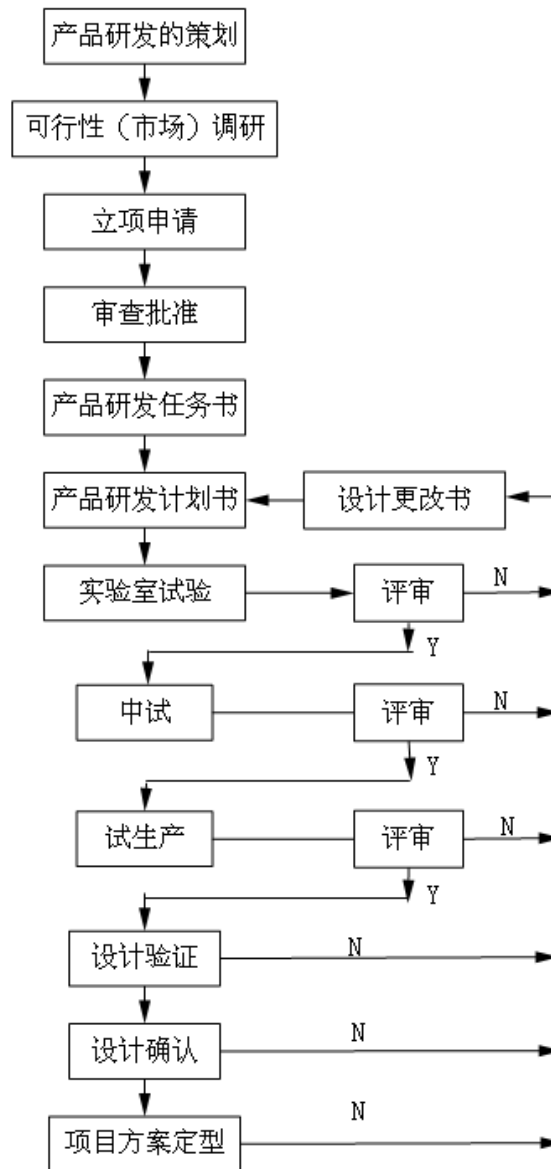 产品研发的策划
可行性（市场）调研
立项申请
审查批准
产品研发任务书
产品研发计划书
设计更改书
实验室试验
评审
N
Y
中试
评审
N
Y
试生产
评审
N
Y
设计验证
N
设计确认
N
项目方案定型
N